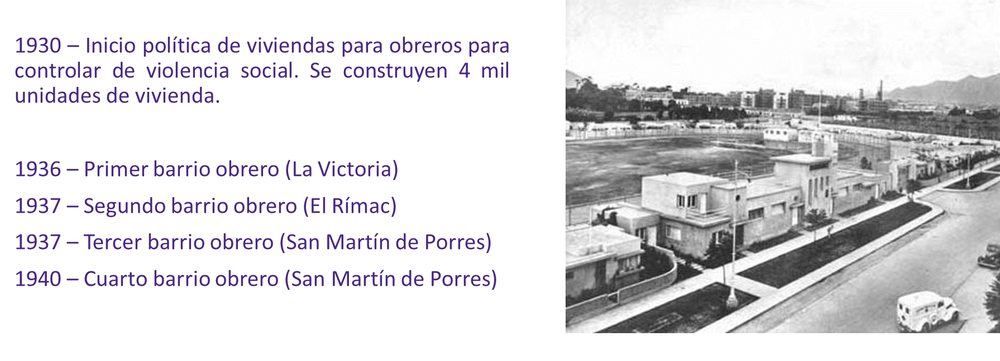 1930 – Inicio política de viviendas para obreros para
controlar de violencia social. Se construyen 4 mil
unidades de vivienda.
1936 – Primer barrio obrero (La Victoria)
1937 – Segundo barrio obrero (El Rímac)
1937 – Tercer barrio obrero (San Martín de Porres)
1940 – Cuarto barrio obrero (San Martín de Porres)